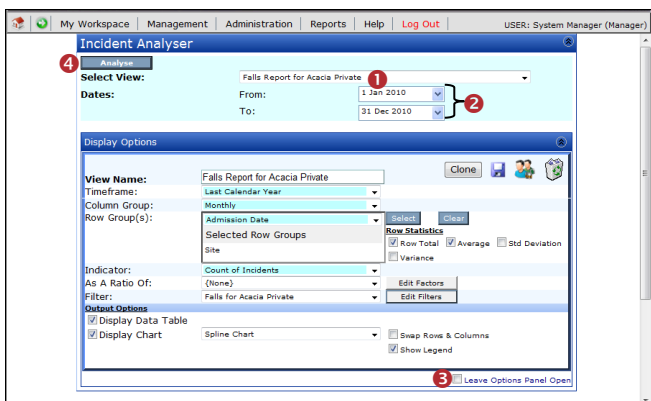 My Workspace | Management | Administration | Reports | Help | Log Out | USER: System Manager (Manager)
Incident Analyser
4 Analyse
Select View: Falls Report for Acacia Private 1
Dates: From: 1 Jan 2010 2
To: 31 Dec 2010
Display Options
View Name: Falls Report for Acacia Private Clone
Timeframe: Last Calendar Year
Column Group: Monthly
Row Group(s): Admission Date Select Clear
Selected Row Groups Row Statistics
Row Total Average Std Deviation
Site Variance
Indicator: Count of Incidents
As A Ratio Of: {None} Edit Factors
Filter: Falls for Acacia Private Edit Filters
Output Options
Display Data Table
Display Chart Spline Chart Swap Rows & Columns
Show Legend
3 Leave Options Panel Open